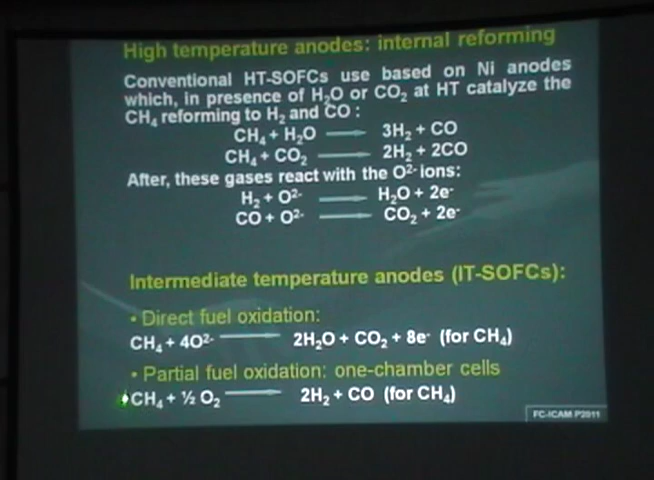 High temperature anodes: internal reforming
Conventional HT-SOFCs use based on Ni anodes
which, in presence of H₂O or CO₂ at HT catalyze the
CH₄ reforming to H₂ and CO :
CH₄ + H₂O → 3H₂ + CO
CH₄ + CO₂ → 2H₂ + 2CO
After, these gases react with the O²⁻ ions:
H₂ + O²⁻ → H₂O + 2e⁻
CO + O²⁻ → CO₂ + 2e⁻
Intermediate temperature anodes (IT-SOFCs):
• Direct fuel oxidation:
CH₄ + 4O²⁻ → 2H₂O + CO₂ + 8e⁻ (for CH₄)
• Partial fuel oxidation: one-chamber cells
CH₄ + ½ O₂ → 2H₂ + CO (for CH₄)
FC-ICAM P2011